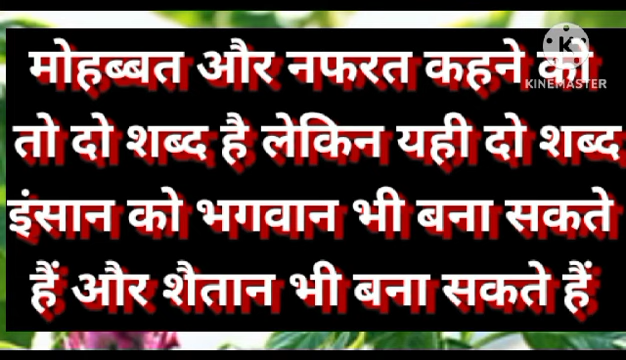 मोहब्बत और नफरत कहने को
KINEMASTER
तो दो शब्द है लेकिन यही दो शब्द
इंसान को भगवान भी बना सकते
हैं और शैतान भी बना सकते हैं